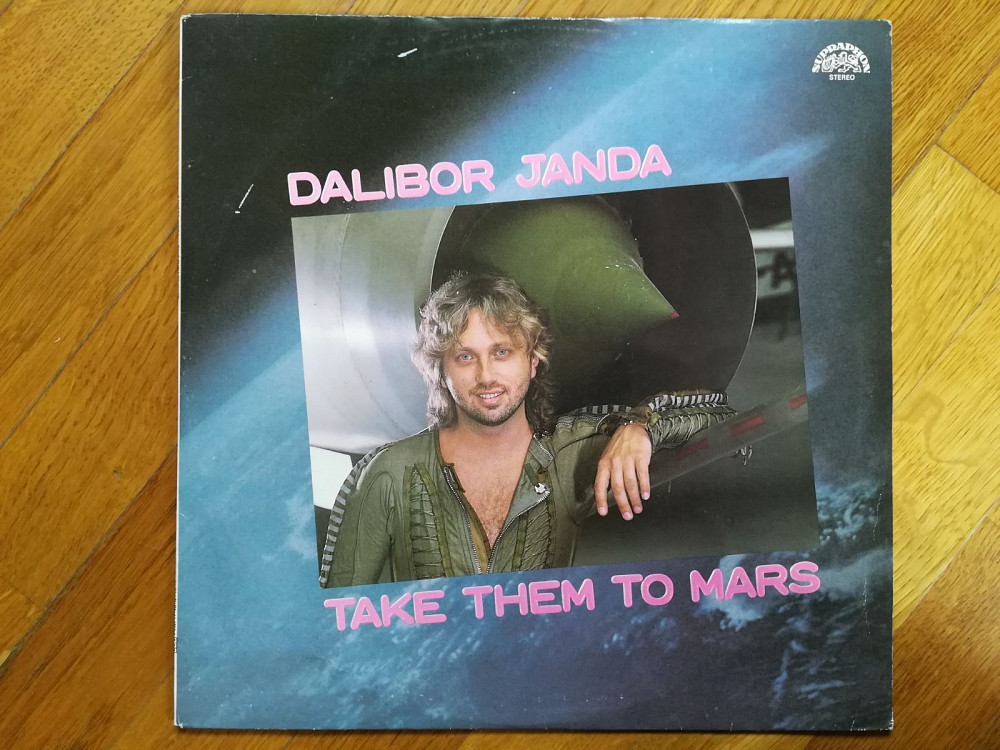 SUPRAPHON
STEREO
DALIBOR JANDA
TAKE THEM TO MARS